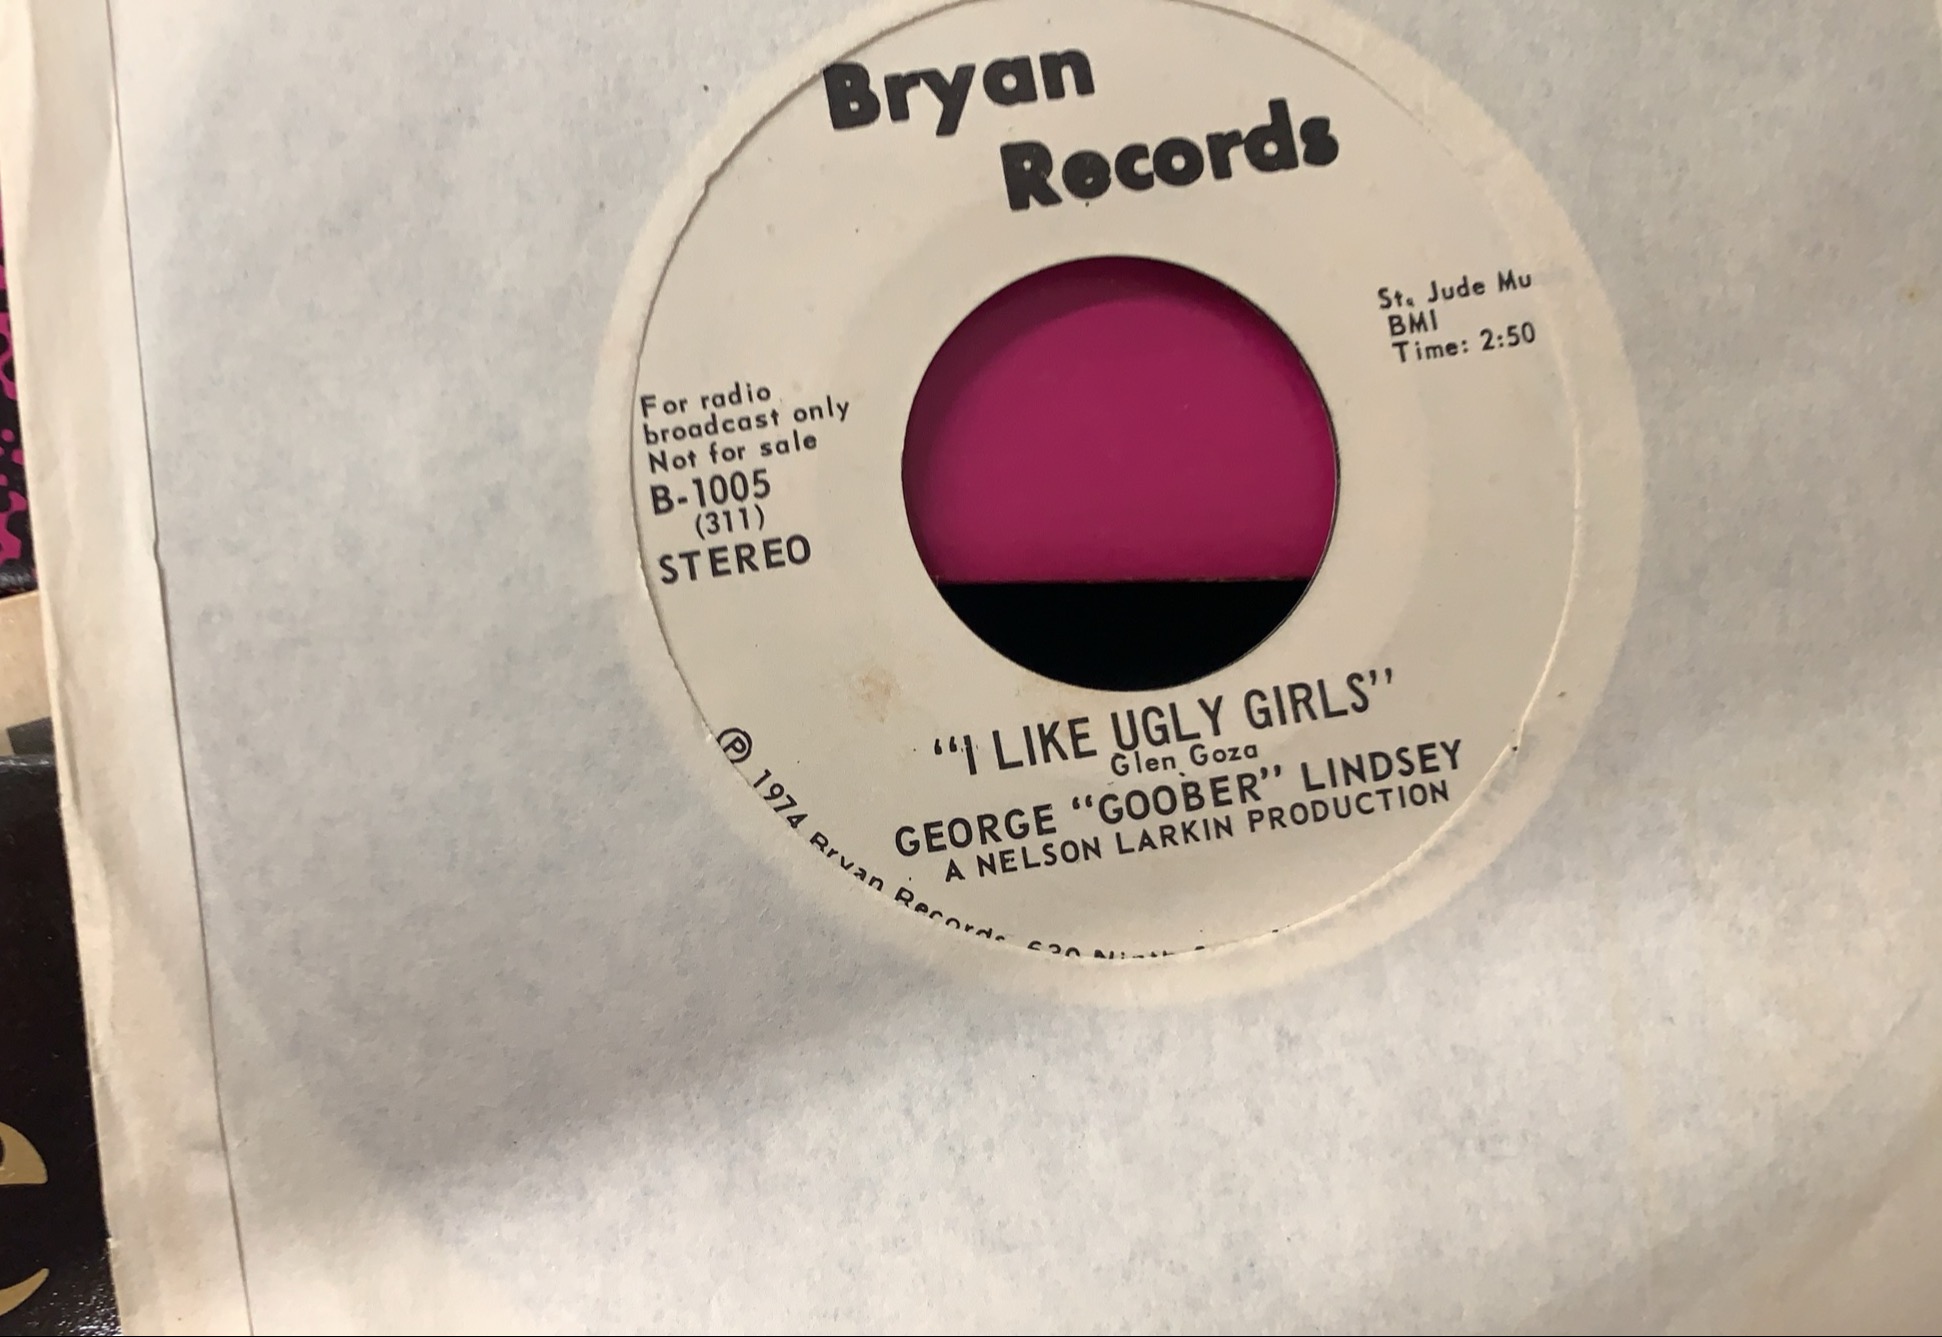 Bryan
Records
St. Jude Mu
BMI
Time: 2:50
For radio
broadcast only
Not for sale
B-1005
(311)
STEREO
“I LIKE UGLY GIRLS”
Glen Goza
GEORGE “GOOBER” LINDSEY
A NELSON LARKIN PRODUCTION
℗ 1974 Bryan Records